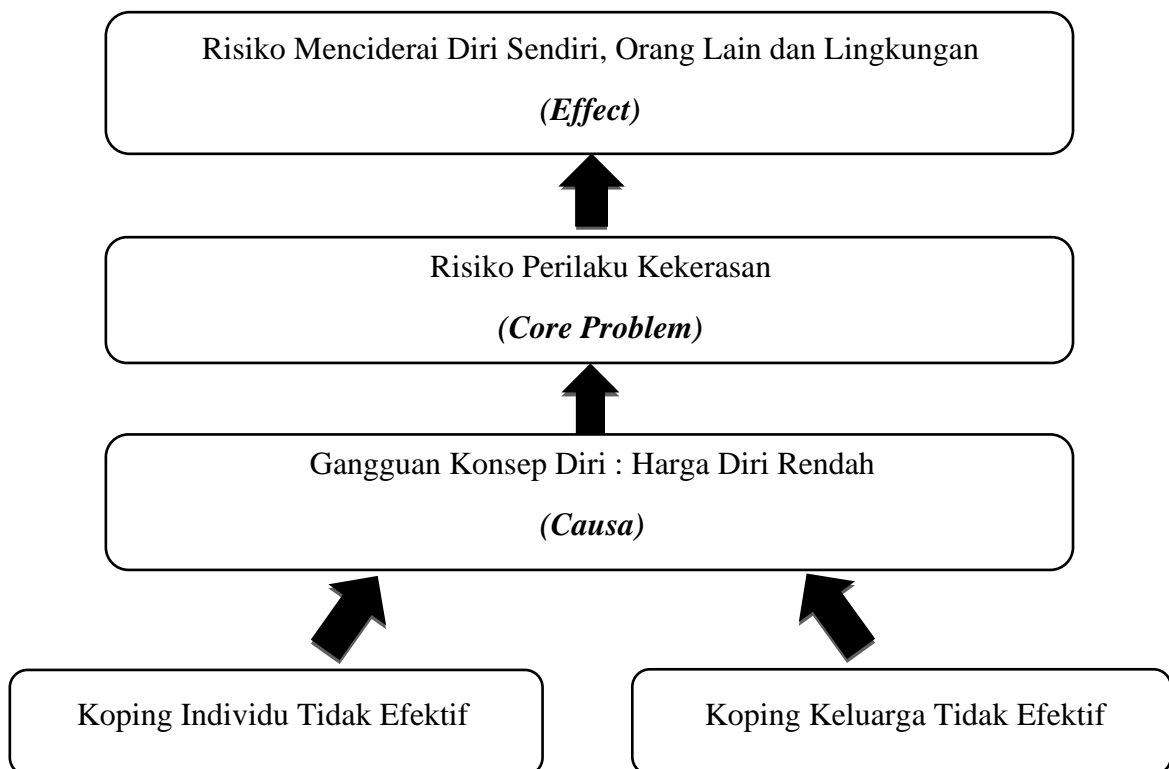 Risiko Menciderai Diri Sendiri, Orang Lain dan Lingkungan
(Effect)
Risiko Perilaku Kekerasan
(Core Problem)
Gangguan Konsep Diri : Harga Diri Rendah
(Causa)
Koping Individu Tidak Efektif
Koping Keluarga Tidak Efektif